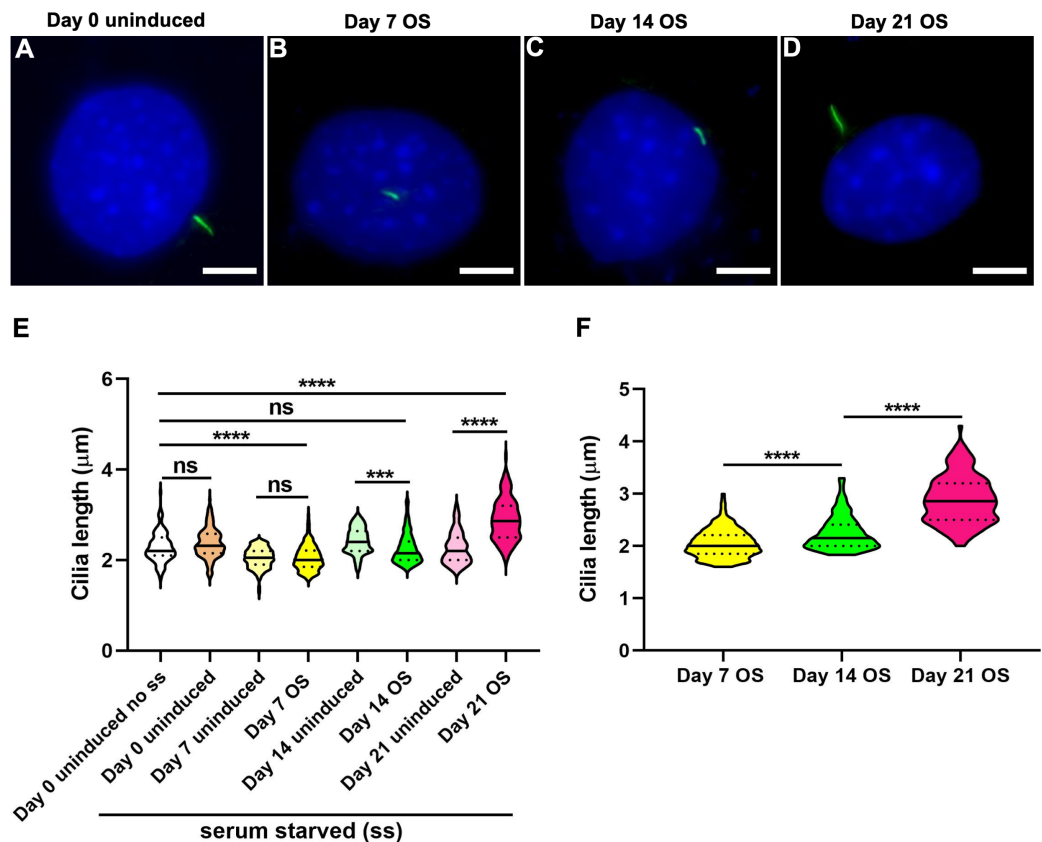 Day 0 uninduced Day 7 OS Day 14 OS Day 21 OS
A B C D
E F
Cilia length (μm)
6
4
2
0
****
ns
****
ns
ns
***
****
Day 0 uninduced no ss
Day 0 uninduced
Day 7 uninduced
Day 7 OS
Day 14 uninduced
Day 14 OS
Day 21 uninduced
Day 21 OS
serum starved (ss)
Cilia length (μm)
5
4
3
2
1
0
****
****
Day 7 OS Day 14 OS Day 21 OS